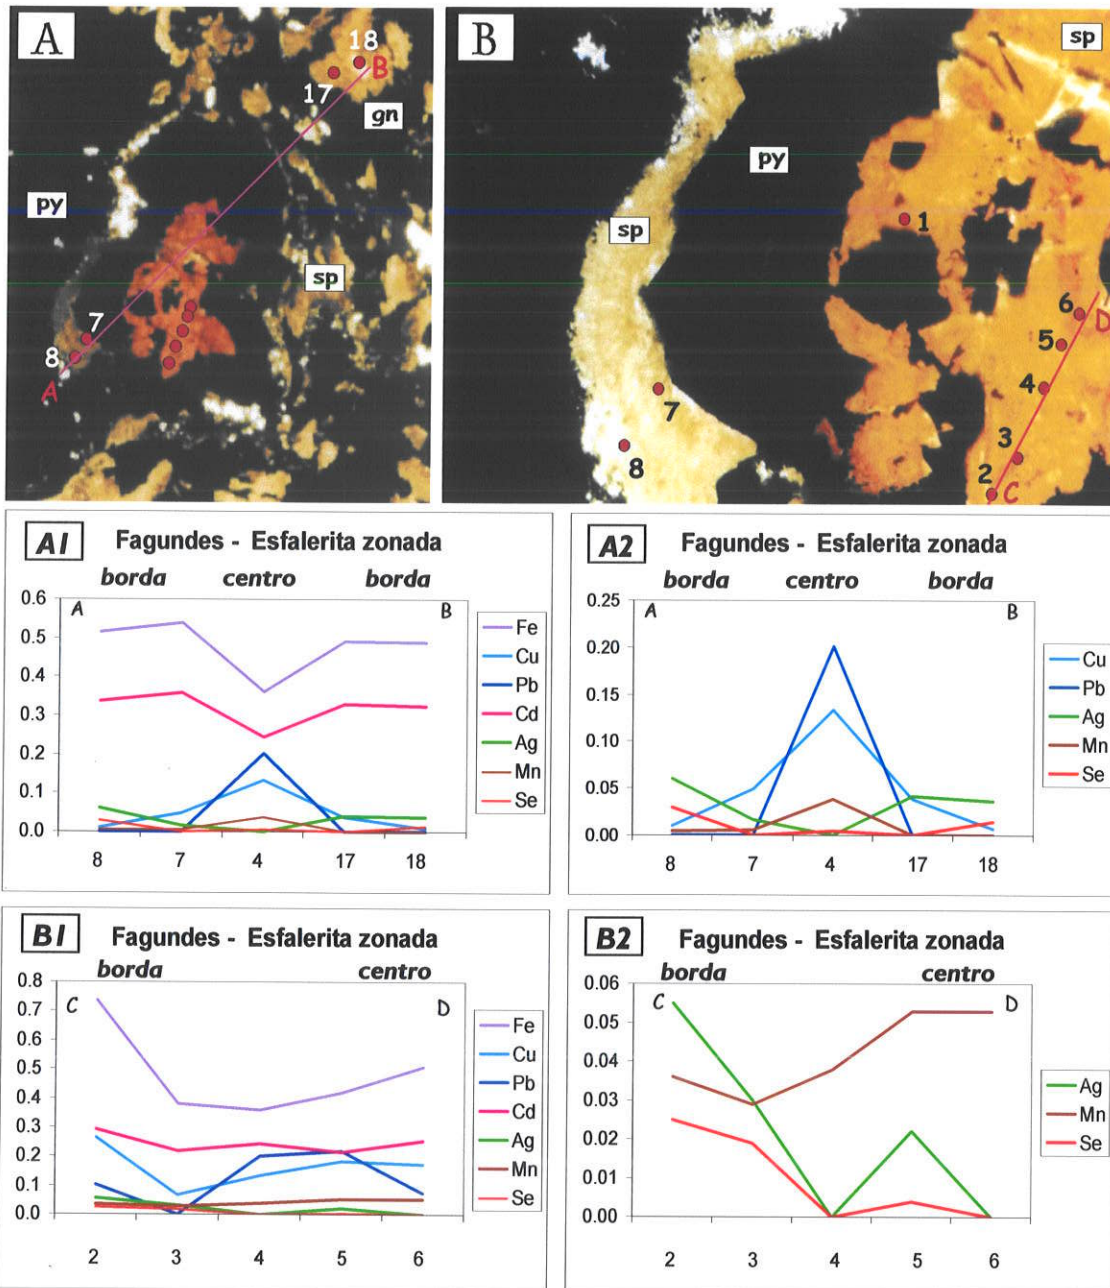 A
18
B
17
gn
py
sp
7
8
A
B
sp
py
sp
1
6
D
5
4
7
3
8
2
C
A1
Fagundes - Esfalerita zonada
borda centro borda
0.6
0.5
0.4
0.3
0.2
0.1
0.0
A
B
8 7 4 17 18
Fe
Cu
Pb
Cd
Ag
Mn
Se
A2
Fagundes - Esfalerita zonada
borda centro borda
0.25
0.20
0.15
0.10
0.05
0.00
A
B
8 7 4 17 18
Cu
Pb
Ag
Mn
Se
B1
Fagundes - Esfalerita zonada
borda centro
0.8
0.7
0.6
0.5
0.4
0.3
0.2
0.1
0.0
C
D
2 3 4 5 6
Fe
Cu
Pb
Cd
Ag
Mn
Se
B2
Fagundes - Esfalerita zonada
borda centro
0.06
0.05
0.04
0.03
0.02
0.01
0.00
C
D
2 3 4 5 6
Ag
Mn
Se